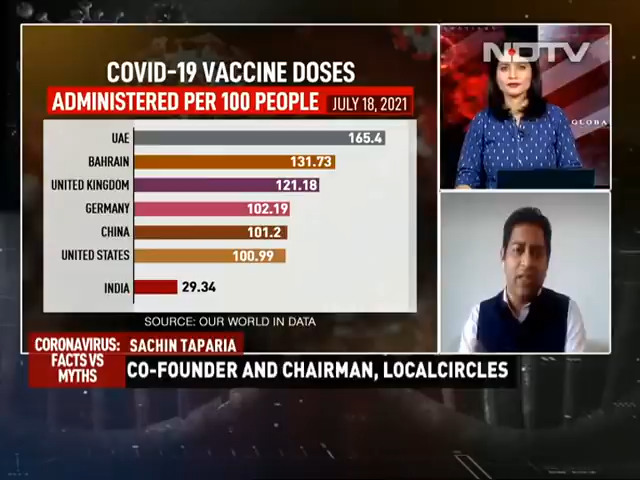 NDTV
COVID-19 VACCINE DOSES
ADMINISTERED PER 100 PEOPLE JULY 18, 2021
UAE 165.4
BAHRAIN 131.73
UNITED KINGDOM 121.18
GERMANY 102.19
CHINA 101.2
UNITED STATES 100.99
INDIA 29.34
SOURCE: OUR WORLD IN DATA
GLOBA
CORONAVIRUS:
FACTS VS
MYTHS
SACHIN TAPARIA
CO-FOUNDER AND CHAIRMAN, LOCALCIRCLES